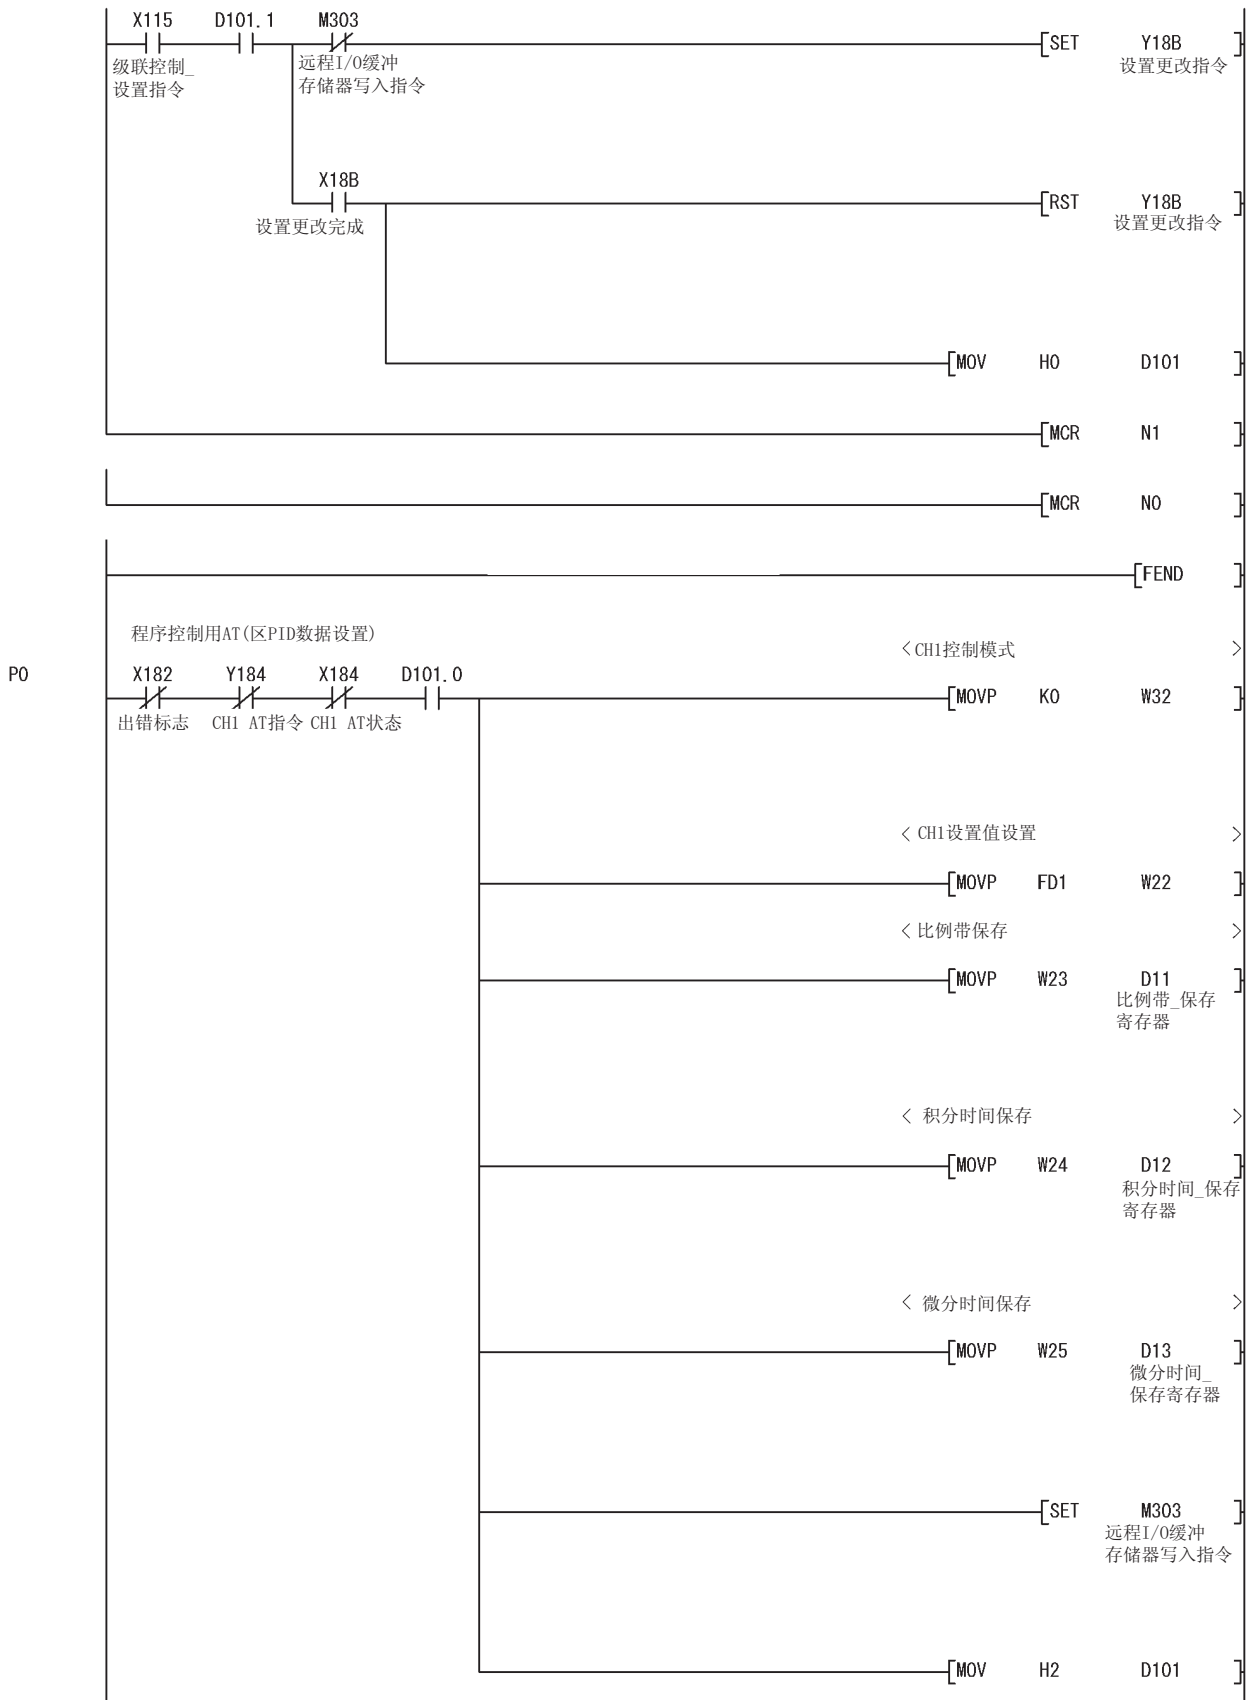 X115 D101.1 M303
[SET Y18B ]
级联控制_
设置指令
远程I/O缓冲
存储器写入指令
设置更改指令
X18B
[RST Y18B ]
设置更改完成
设置更改指令
[MOV H0 D101 ]
[MCR N1 ]
[MCR N0 ]
[FEND ]
程序控制用AT(区PID数据设置)
<CH1控制模式 >
P0 X182 Y184 X184 D101.0
[MOVP K0 W32 ]
出错标志 CH1 AT指令 CH1 AT状态
< CH1设置值设置 >
[MOVP FD1 W22 ]
< 比例带保存 >
[MOVP W23 D11 ]
比例带_保存
寄存器
< 积分时间保存 >
[MOVP W24 D12 ]
积分时间_保存
寄存器
< 微分时间保存 >
[MOVP W25 D13 ]
微分时间_
保存寄存器
[SET M303 ]
远程I/O缓冲
存储器写入指令
[MOV H2 D101 ]